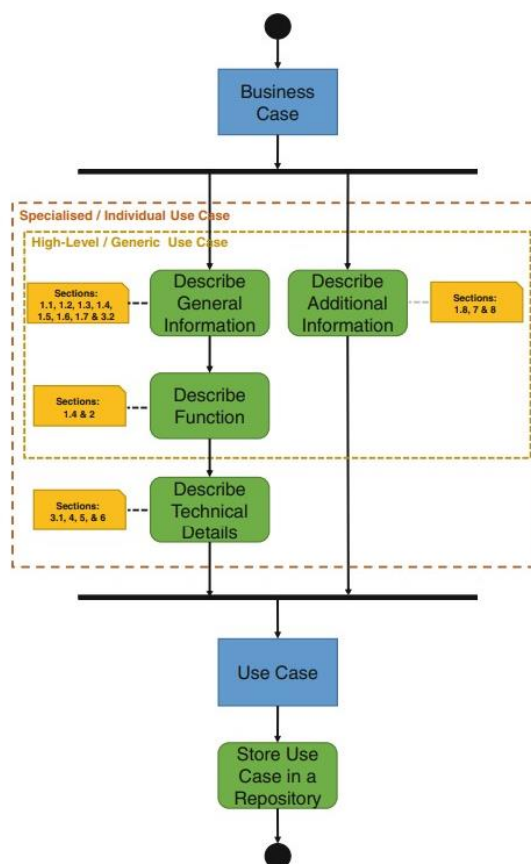 Business
Case
Specialised / Individual Use Case
High-Level / Generic Use Case
Sections:
1.1, 1.2, 1.3, 1.4,
1.5, 1.6, 1.7 & 3.2
Describe
General
Information
Describe
Additional
Information
Sections:
1.8, 7 & 8
Sections:
1.4 & 2
Describe
Function
Sections:
3.1, 4, 5, & 6
Describe
Technical
Details
Use Case
Store Use
Case in a
Repository